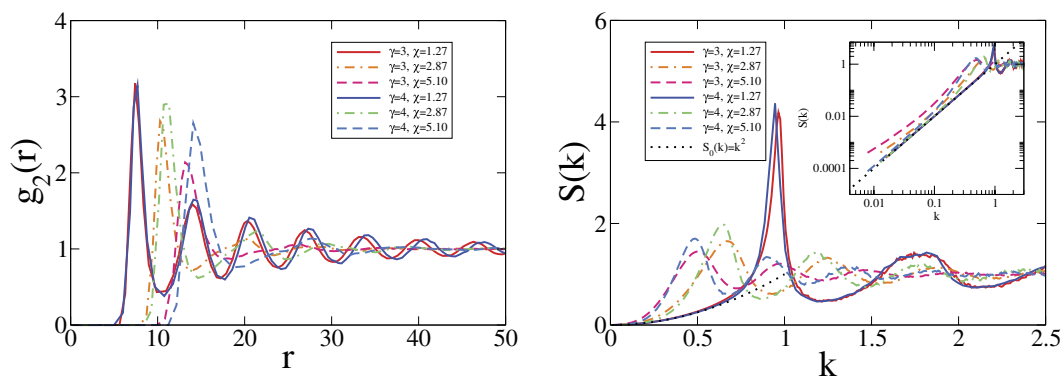 4
3
2
1
0
g2(r)
0 10 20 30 40 50
r
γ=3, χ=1.27
γ=3, χ=2.87
γ=3, χ=5.10
γ=4, χ=1.27
γ=4, χ=2.87
γ=4, χ=5.10
6
4
2
0
S(k)
0 0.5 1 1.5 2 2.5
k
γ=3, χ=1.27
γ=3, χ=2.87
γ=3, χ=5.10
γ=4, χ=1.27
γ=4, χ=2.87
γ=4, χ=5.10
S0(k)=k²
1
0.01
0.0001
S(k)
0.01 0.1 1
k